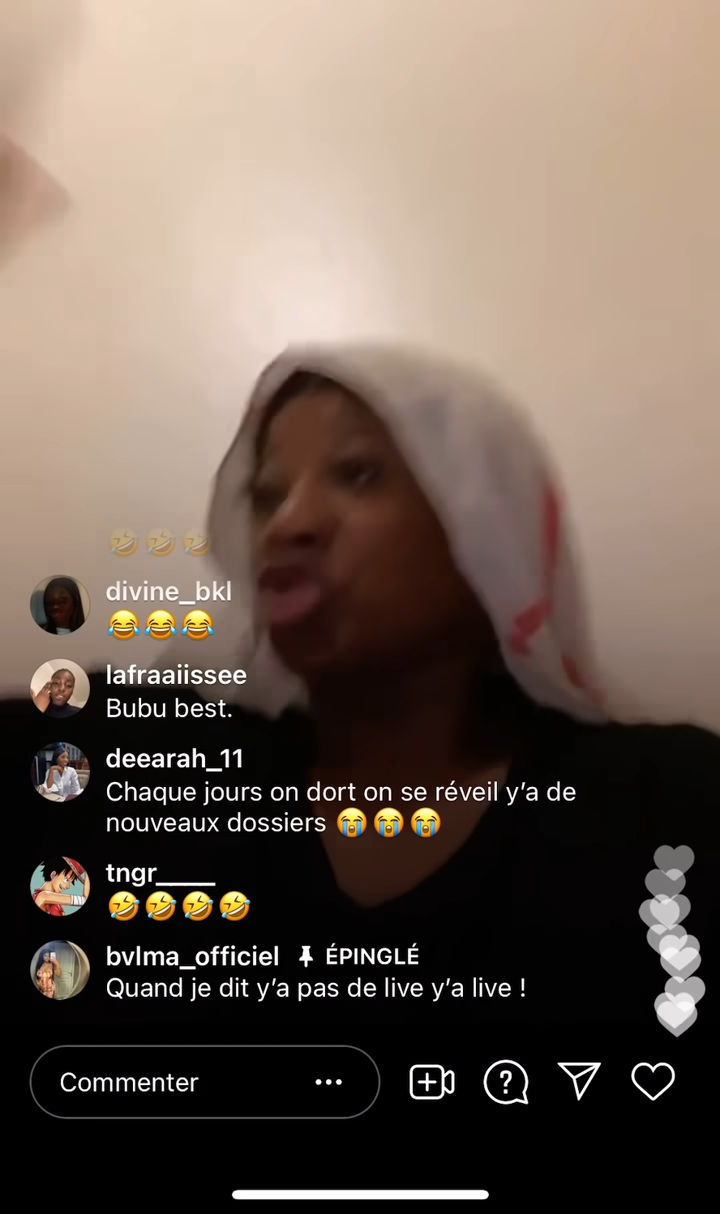 🤣🤣🤣
divine_bkl
😂😂😂
lafraaiissee
Bubu best.
deearah_11
Chaque jours on dort on se réveil y’a de
nouveaux dossiers 😭😭😭
tngr____
🤣🤣🤣🤣
bvlma_officiel 📌 ÉPINGLÉ
Quand je dit y’a pas de live y’a live !
Commenter ...